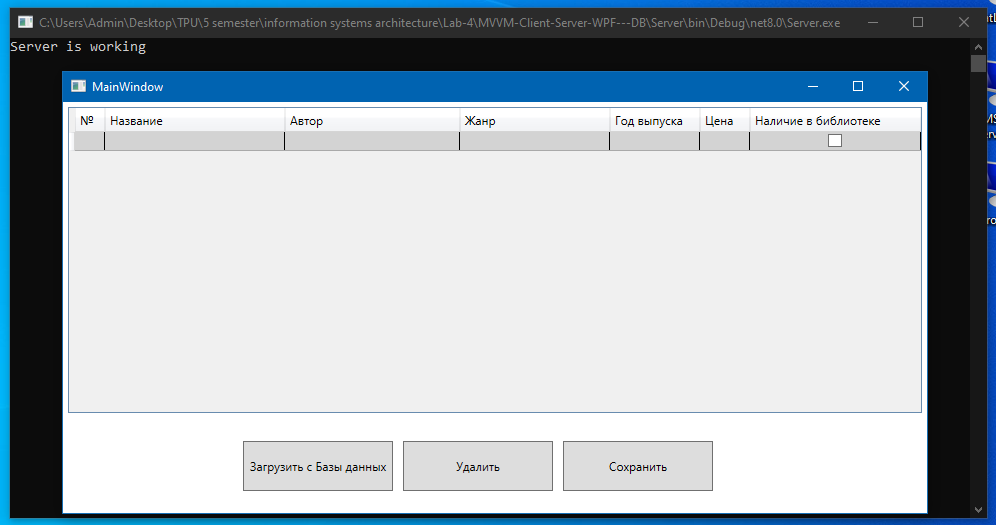 C:\Users\Admin\Desktop\TPU\5 semester\information systems architecture\Lab-4\MVVM-Client-Server-WPF---DB\Server\bin\Debug\net8.0\Server.exe
Server is working
MainWindow
№ Название Автор Жанр Год выпуска Цена Наличие в библиотеке
Загрузить с Базы данных Удалить Сохранить